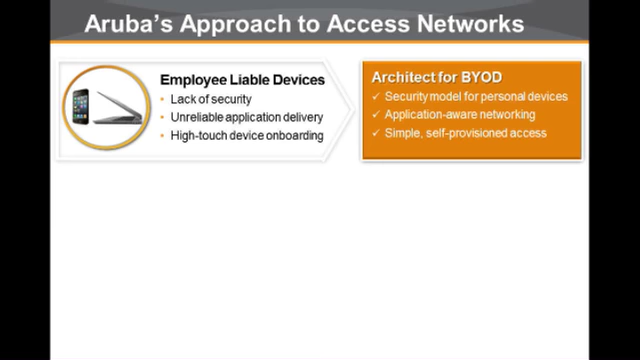 Aruba's Approach to Access Networks
Employee Liable Devices
• Lack of security
• Unreliable application delivery
• High-touch device onboarding
Architect for BYOD
✓ Security model for personal devices
✓ Application-aware networking
✓ Simple, self-provisioned access